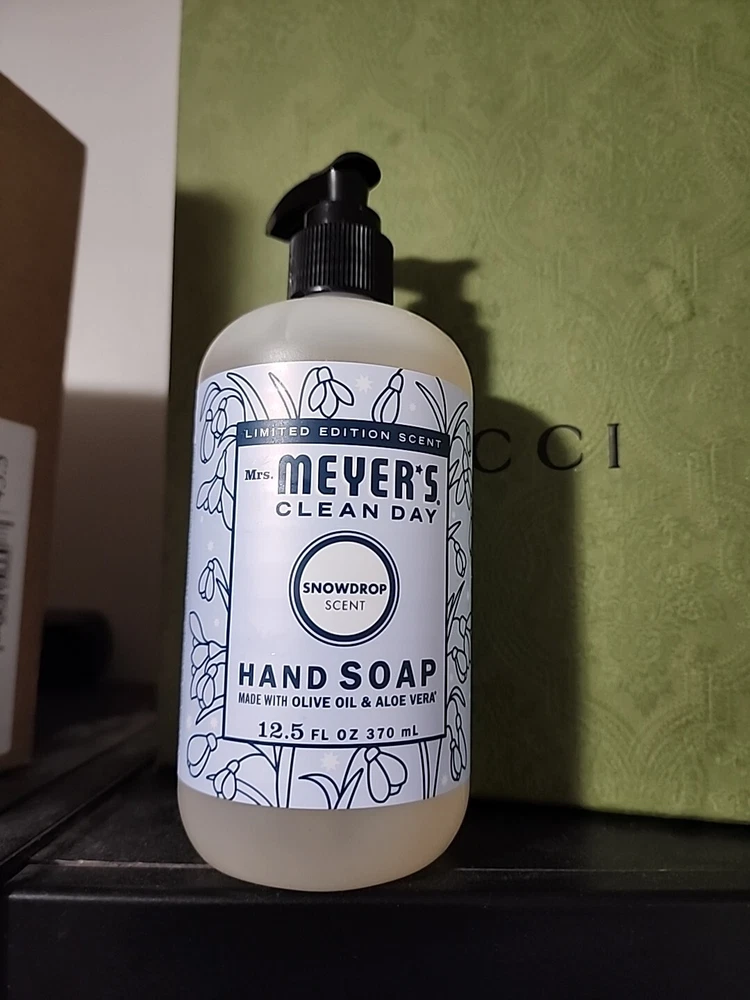 LIMITED EDITION SCENT
Mrs. MEYER'S
CLEAN DAY
SNOWDROP
SCENT
HAND SOAP
MADE WITH OLIVE OIL & ALOE VERA*
12.5 FL OZ 370 mL
CCI